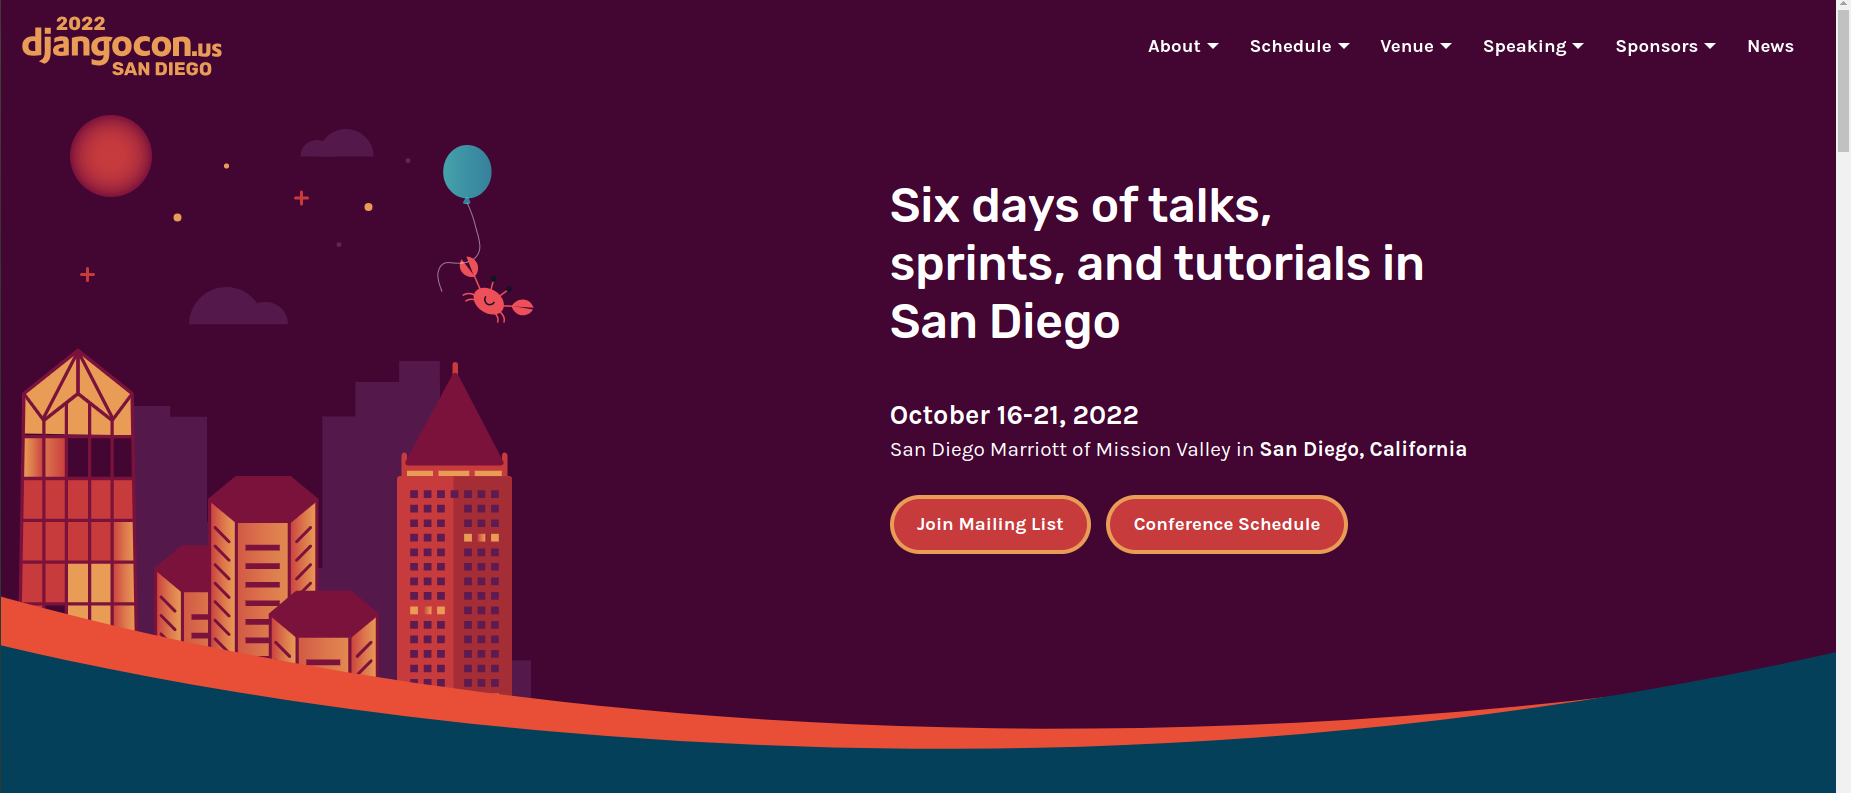 2022
djangocon.us
SAN DIEGO
About
Schedule
Venue
Speaking
Sponsors
News
Six days of talks,
sprints, and tutorials in
San Diego
October 16-21, 2022
San Diego Marriott of Mission Valley in San Diego, California
Join Mailing List
Conference Schedule